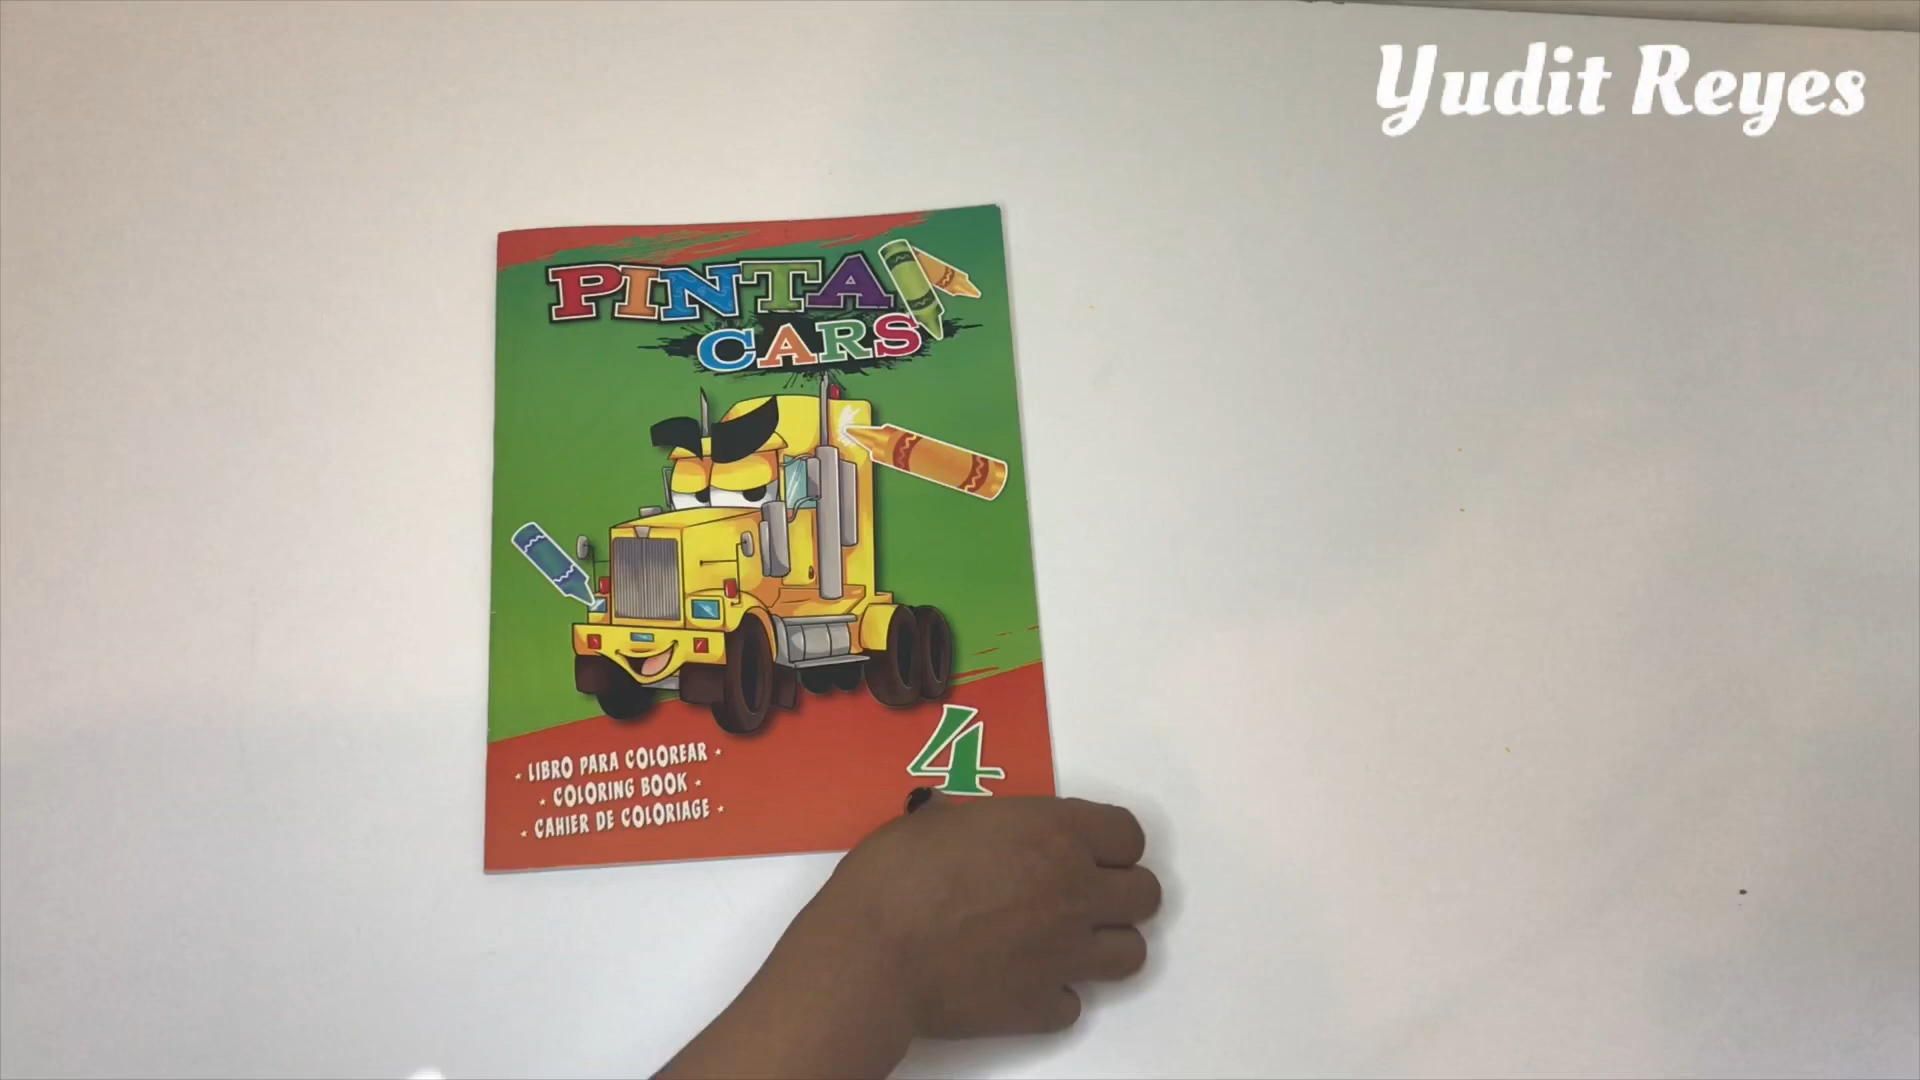 Yudit Reyes
PINTA
CARS
4
· LIBRO PARA COLOREAR ·
· COLORING BOOK ·
· CAHIER DE COLORIAGE ·